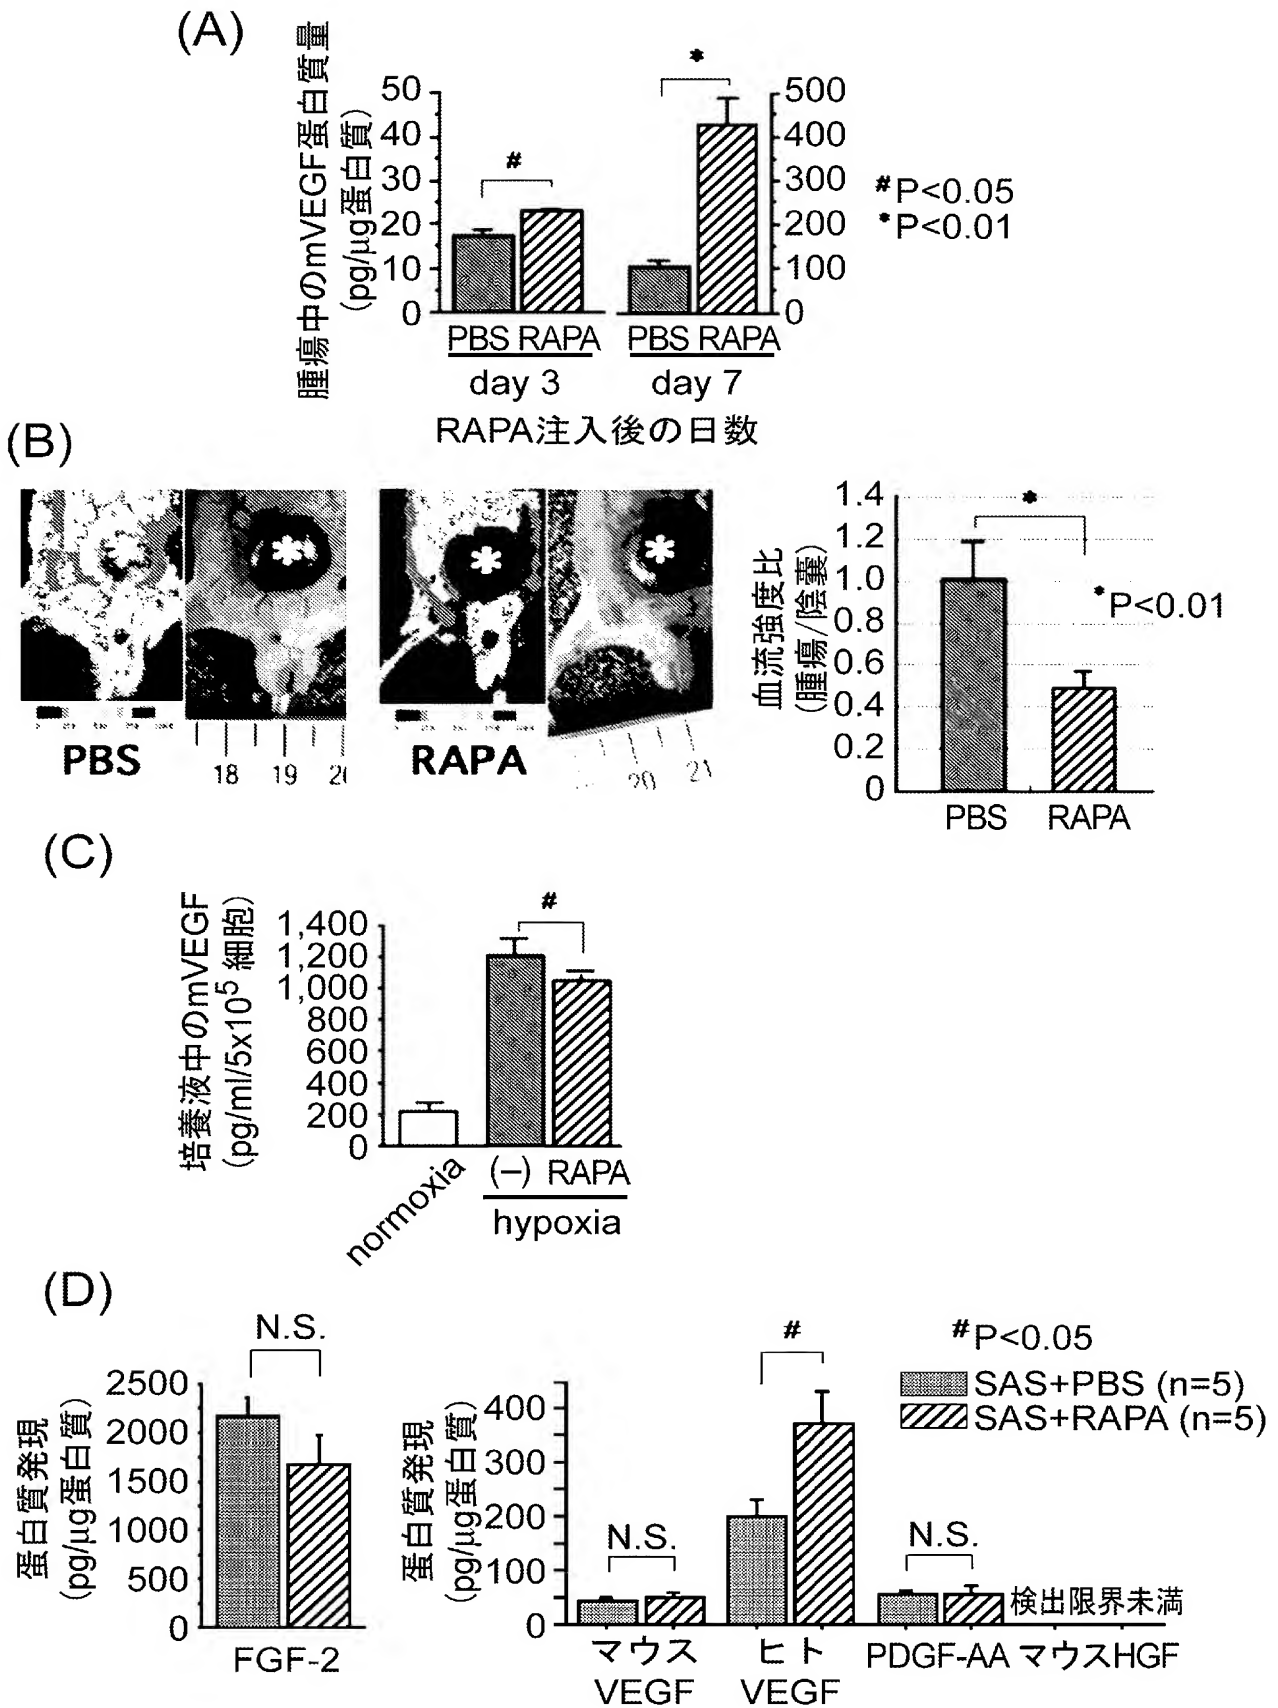 (A)
腫瘍中のmVEGF蛋白質量
(pg/μg蛋白質)
50
40
30
20
10
0
#
*
500
400
300
200
100
0
#P<0.05
*P<0.01
PBS RAPA
PBS RAPA
day 3
day 7
RAPA注入後の日数
(B)
*
*
*
*
PBS
18 19
RAPA
20 21
血流強度比
(腫瘍/陰嚢)
1.4
1.2
1.0
0.8
0.6
0.4
0.2
0
*
*P<0.01
PBS RAPA
(C)
培養液中のmVEGF
(pg/ml/5x10⁵ 細胞)
1,400
1,200
1,000
800
600
400
200
0
#
normoxia
(−) RAPA
hypoxia
(D)
蛋白質発現
(pg/μg蛋白質)
2500
2000
1500
1000
500
0
N.S.
FGF-2
蛋白質発現
(pg/μg蛋白質)
400
300
200
100
0
N.S.
#
N.S.
#P<0.05
SAS+PBS (n=5)
SAS+RAPA (n=5)
検出限界未満
マウス
VEGF
ヒト
VEGF
PDGF-AA
マウスHGF